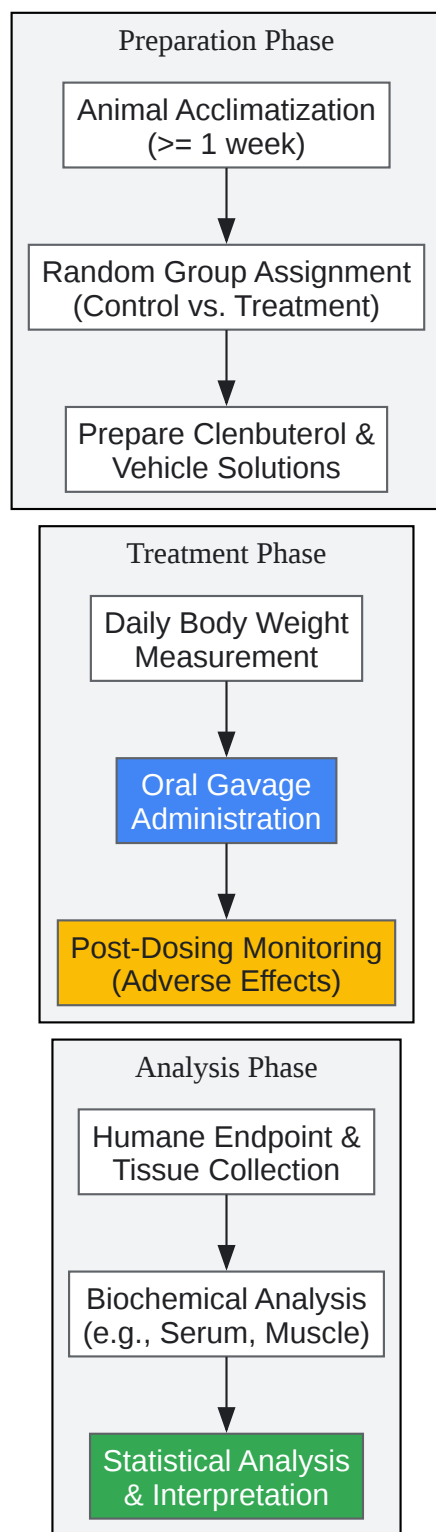 Preparation Phase
Animal Acclimatization
(>= 1 week)
Random Group Assignment
(Control vs. Treatment)
Prepare Clenbuterol &
Vehicle Solutions
Treatment Phase
Daily Body Weight
Measurement
Oral Gavage
Administration
Post-Dosing Monitoring
(Adverse Effects)
Analysis Phase
Humane Endpoint &
Tissue Collection
Biochemical Analysis
(e.g., Serum, Muscle)
Statistical Analysis
& Interpretation